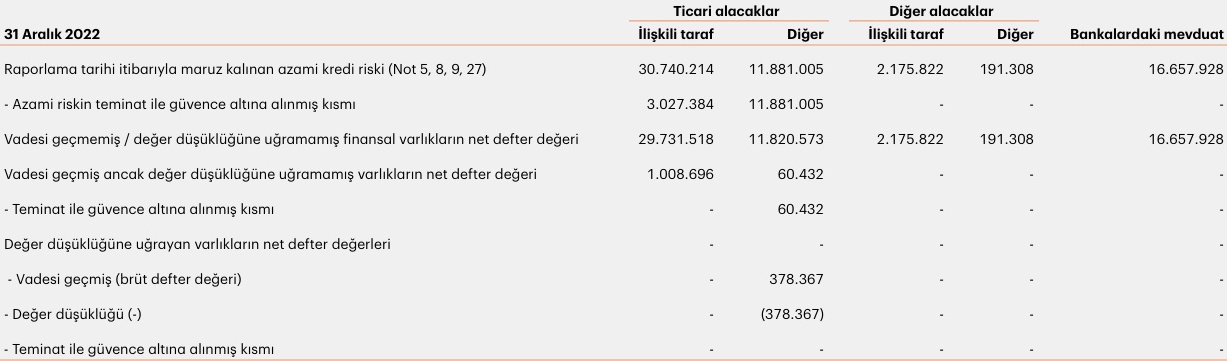 Ticari alacaklar Diğer alacaklar
31 Aralık 2022 İlişkili taraf Diğer İlişkili taraf Diğer Bankalardaki mevduat
Raporlama tarihi itibarıyla maruz kalınan azami kredi riski (Not 5, 8, 9, 27) 30.740.214 11.881.005 2.175.822 191.308 16.657.928
- Azami riskin teminat ile güvence altına alınmış kısmı 3.027.384 11.881.005 - - -
Vadesi geçmemiş / değer düşüklüğüne uğramamış finansal varlıkların net defter değeri 29.731.518 11.820.573 2.175.822 191.308 16.657.928
Vadesi geçmiş ancak değer düşüklüğüne uğramamış varlıkların net defter değeri 1.008.696 60.432 - - -
- Teminat ile güvence altına alınmış kısmı - 60.432 - - -
Değer düşüklüğüne uğrayan varlıkların net defter değerleri - - - - -
- Vadesi geçmiş (brüt defter değeri) - 378.367 - - -
- Değer düşüklüğü (-) - (378.367) - - -
- Teminat ile güvence altına alınmış kısmı - - - - -